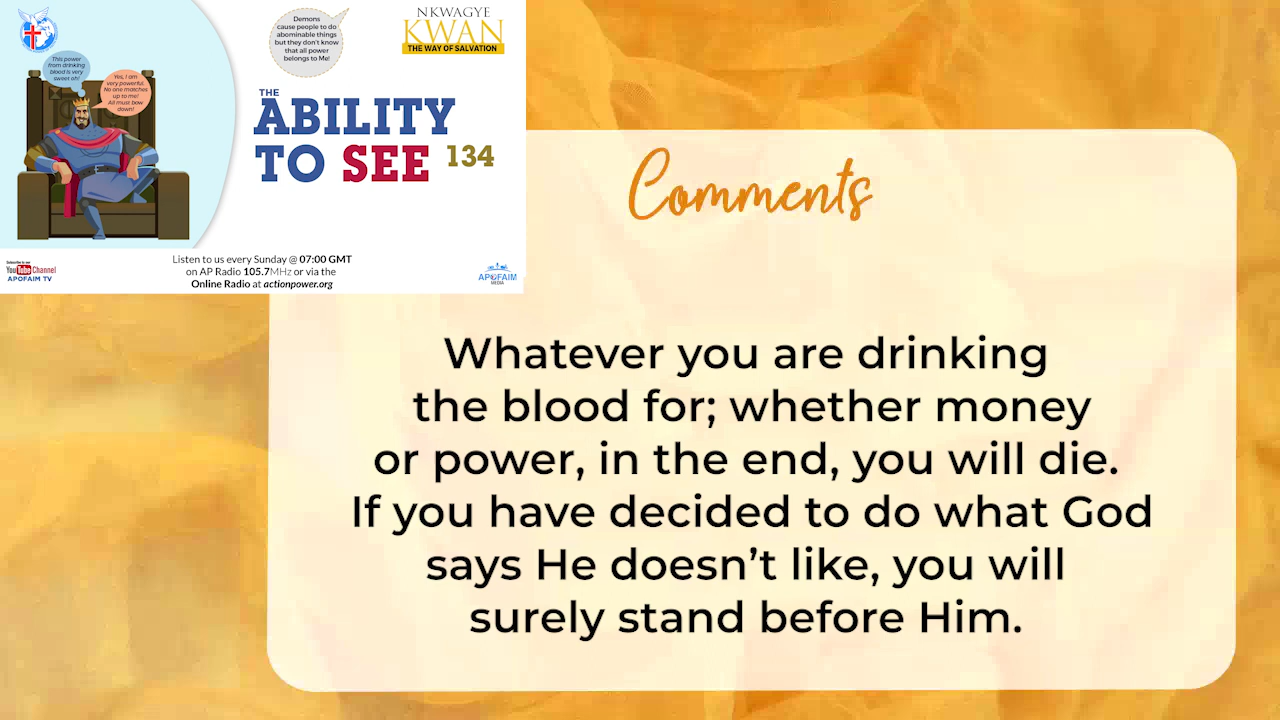 Demons
cause people to do
abominable things
but they don't know
that all power
belongs to Me!
NKWAGYE
KWAN
THE WAY OF SALVATION
This power
from drinking
blood is very
sweet oh!
Yes, I am
very powerful.
No one matches
up to me!
All must bow
down!
THE
ABILITY
TO SEE 134
Listen to us every Sunday @ 07:00 GMT
on AP Radio 105.7MHz or via the
Online Radio at actionpower.org
Subscribe to our
YouTube Channel
APOFAIM TV
APOFAIM
MEDIA
Comments
Whatever you are drinking
the blood for; whether money
or power, in the end, you will die.
If you have decided to do what God
says He doesn’t like, you will
surely stand before Him.